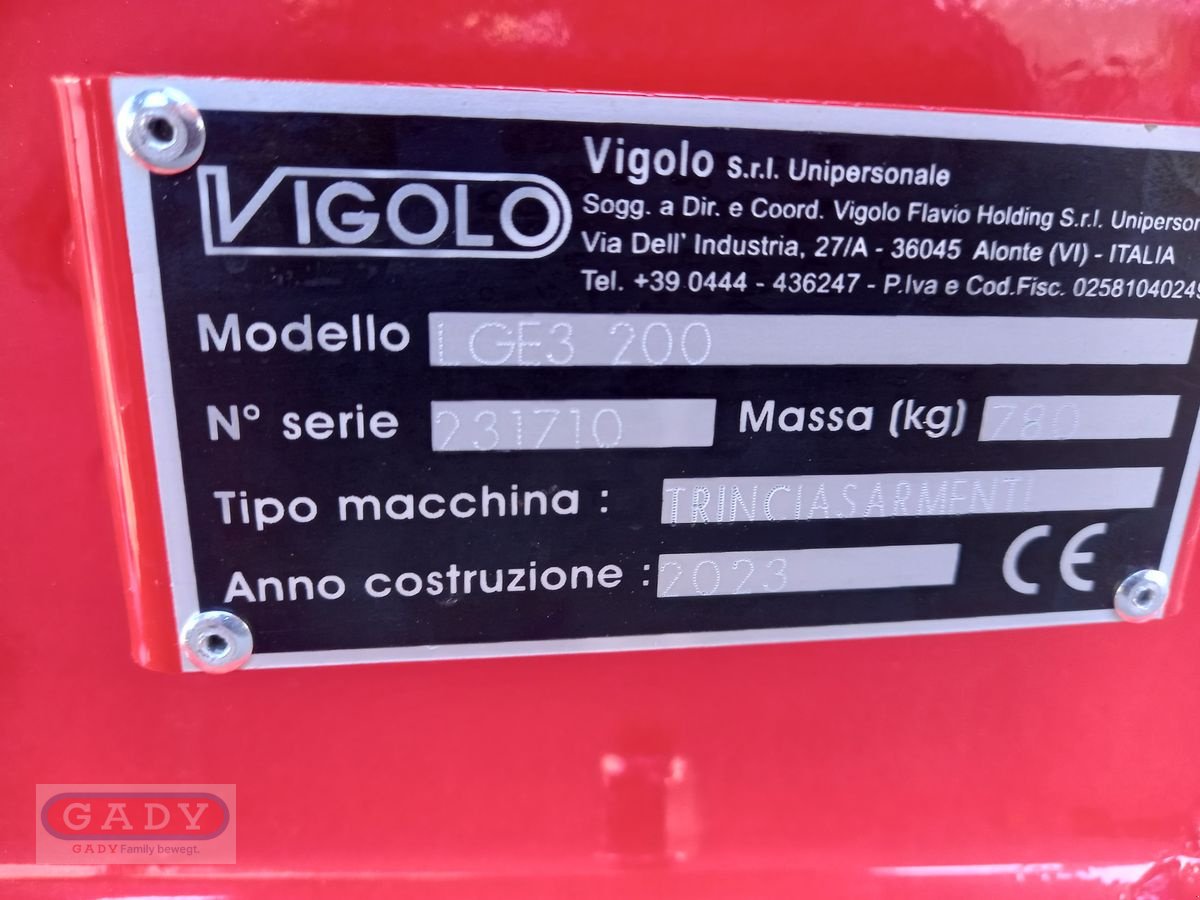 VIGOLO
Vigolo S.r.l. Unipersonale
Sogg. a Dir. e Coord. Vigolo Flavio Holding S.r.l. Uniperson
Via Dell' Industria, 27/A - 36045 Alonte (VI) - ITALIA
Tel. +39 0444 - 436247 - P.Iva e Cod.Fisc. 02581040249
Modello LGE3 200
N° serie 231710 Massa (kg) 780
Tipo macchina : TRINCIASARMENTI
Anno costruzione : 2023 CE
GADY
GADY Family bewegt.